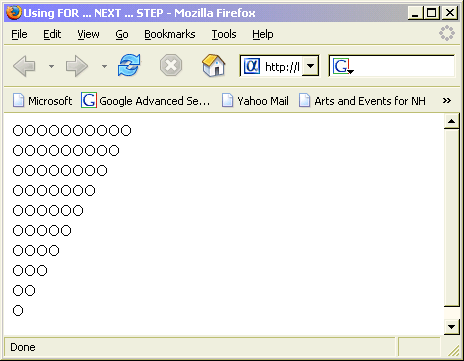 Using FOR ... NEXT ... STEP - Mozilla Firefox
File Edit View Go Bookmarks Tools Help
http://l G
Microsoft Google Advanced Se... Yahoo Mail Arts and Events for NH »
OOOOOOOOOO
OOOOOOOOO
OOOOOOOO
OOOOOOO
OOOOOO
OOOOO
OOOO
OOO
OO
O
Done